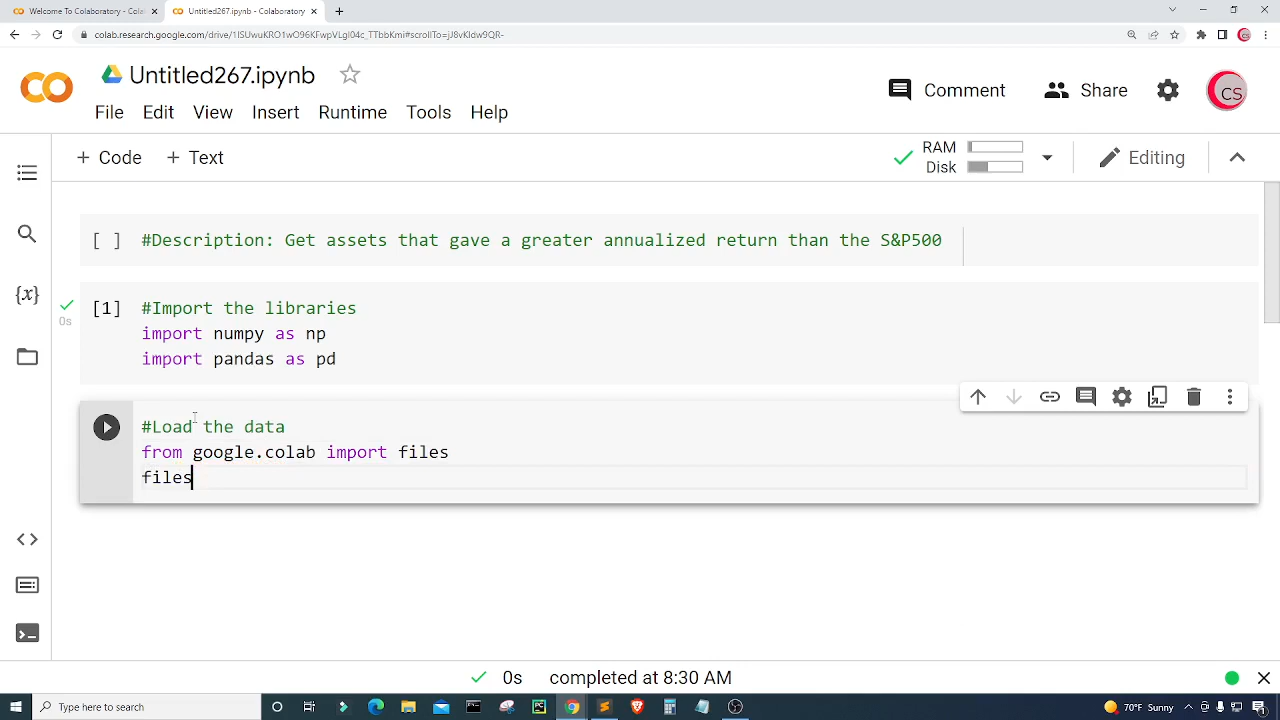 Welcome To Colaboratory - Colal
Untitled267.ipynb - Colaboratory
colab.research.google.com/drive/1ISUwuKRO1wO96KFwpVLgI04c_TTbbKmi#scrollTo=jJ8vKIdw9QR-
Untitled267.ipynb
Comment
Share
CS
File Edit View Insert Runtime Tools Help
+ Code + Text
RAM
Disk
Editing
[ ] #Description: Get assets that gave a greater annualized return than the S&P500
[1] #Import the libraries
0s
import numpy as np
import pandas as pd
{x}
#Load the data
from google.colab import files
files
0s completed at 8:30 AM
Type here to search
70°F Sunny